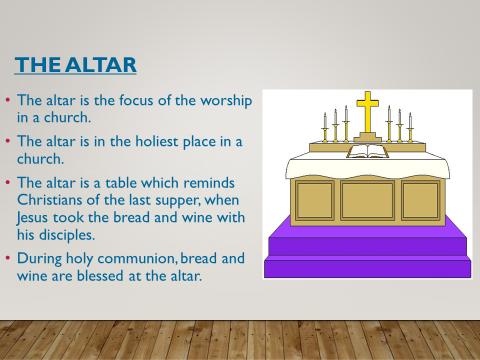 THE ALTAR
• The altar is the focus of the worship
in a church.
• The altar is in the holiest place in a
church.
• The altar is a table which reminds
Christians of the last supper, when
Jesus took the bread and wine with
his disciples.
• During holy communion, bread and
wine are blessed at the altar.